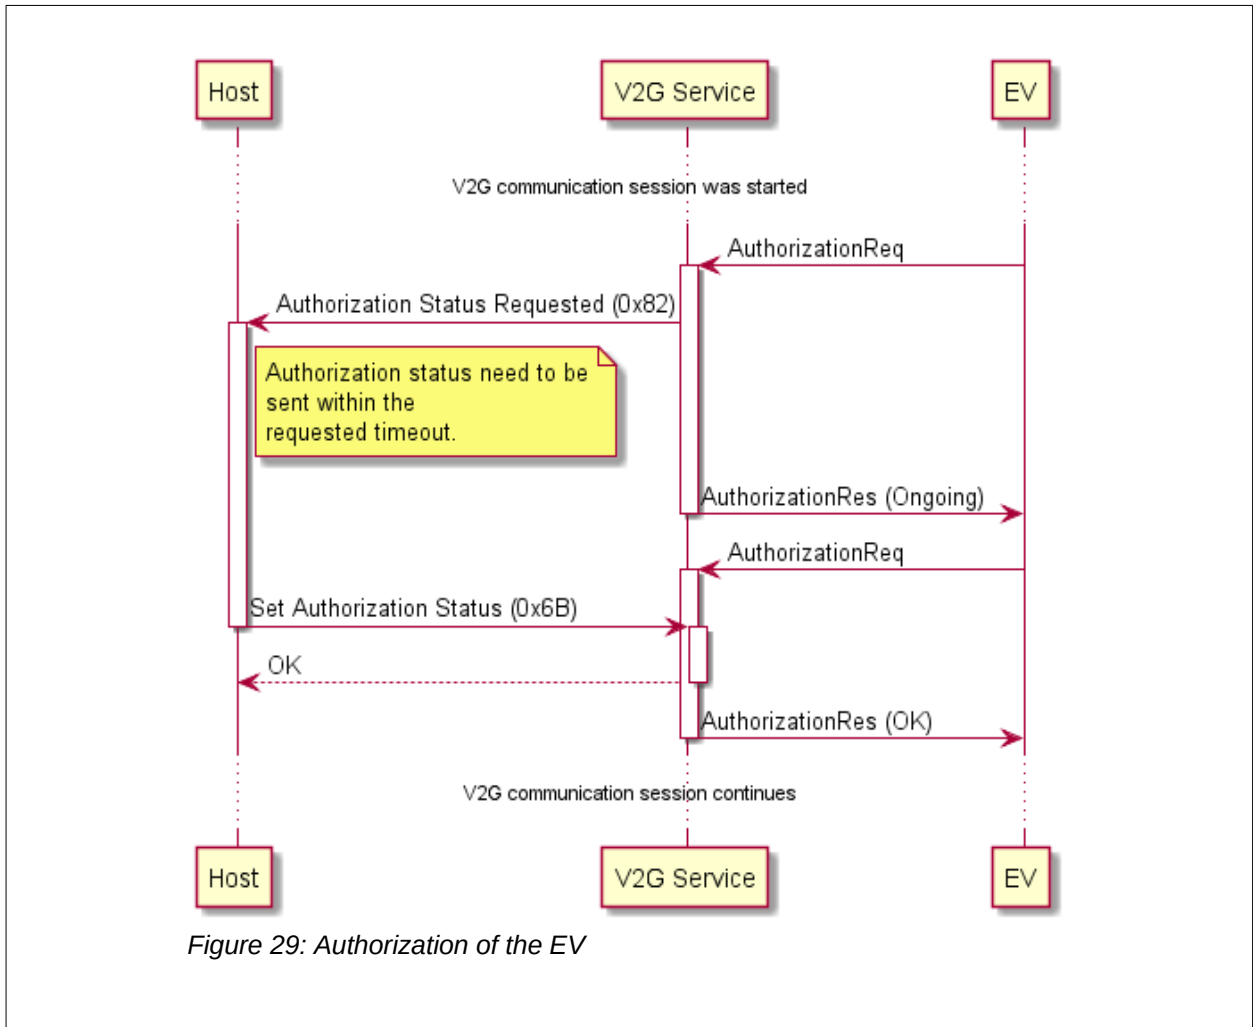 Host
V2G Service
EV
V2G communication session was started
AuthorizationReq
Authorization Status Requested (0x82)
Authorization status need to be
sent within the
requested timeout.
AuthorizationRes (Ongoing)
AuthorizationReq
Set Authorization Status (0x6B)
OK
AuthorizationRes (OK)
V2G communication session continues
Host
V2G Service
EV
Figure 29: Authorization of the EV